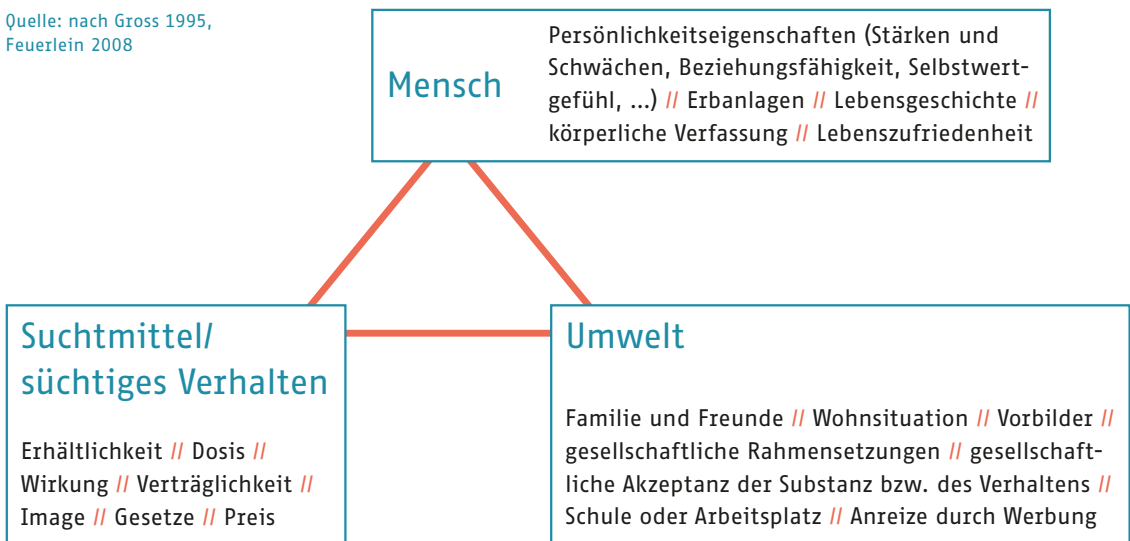 Quelle: nach Gross 1995,
Feuerlein 2008
Mensch
Persönlichkeitseigenschaften (Stärken und
Schwächen, Beziehungsfähigkeit, Selbstwert-
gefühl, ...) // Erbanlagen // Lebensgeschichte //
körperliche Verfassung // Lebenszufriedenheit
Suchtmittel/
süchtiges Verhalten
Erhältlichkeit // Dosis //
Wirkung // Verträglichkeit //
Image // Gesetze // Preis
Umwelt
Familie und Freunde // Wohnsituation // Vorbilder //
gesellschaftliche Rahmensetzungen // gesellschaft-
liche Akzeptanz der Substanz bzw. des Verhaltens //
Schule oder Arbeitsplatz // Anreize durch Werbung